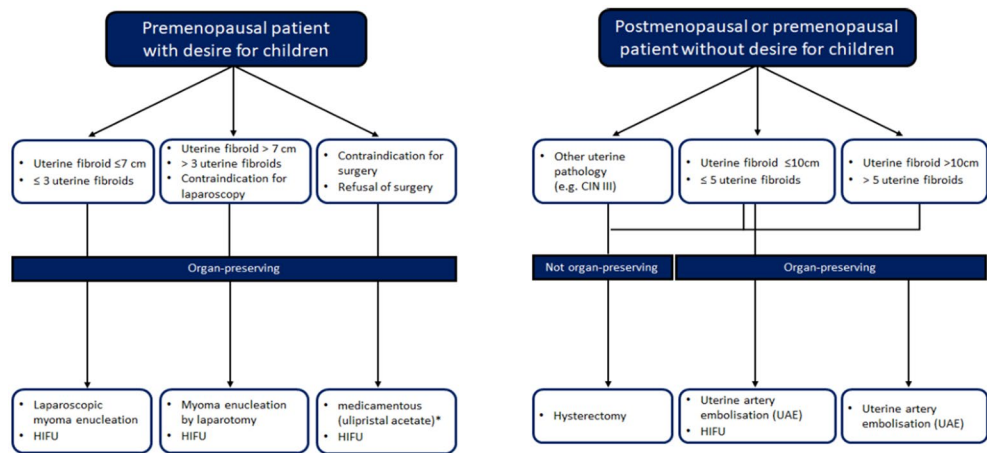 Premenopausal patient
with desire for children
Postmenopausal or premenopausal
patient without desire for children
• Uterine fibroid ≤7 cm
• ≤ 3 uterine fibroids
• Uterine fibroid > 7 cm
• > 3 uterine fibroids
• Contraindication for
laparoscopy
• Contraindication for
surgery
• Refusal of surgery
• Other uterine
pathology
(e.g. CIN III)
• Uterine fibroid ≤10cm
• ≤ 5 uterine fibroids
• Uterine fibroid >10cm
• > 5 uterine fibroids
Organ-preserving
Not organ-preserving
Organ-preserving
• Laparoscopic
myoma enucleation
• HIFU
• Myoma enucleation
by laparotomy
• HIFU
• medicamentous
(ulipristal acetate)*
• HIFU
• Hysterectomy
• Uterine artery
embolisation (UAE)
• HIFU
• Uterine artery
embolisation (UAE)